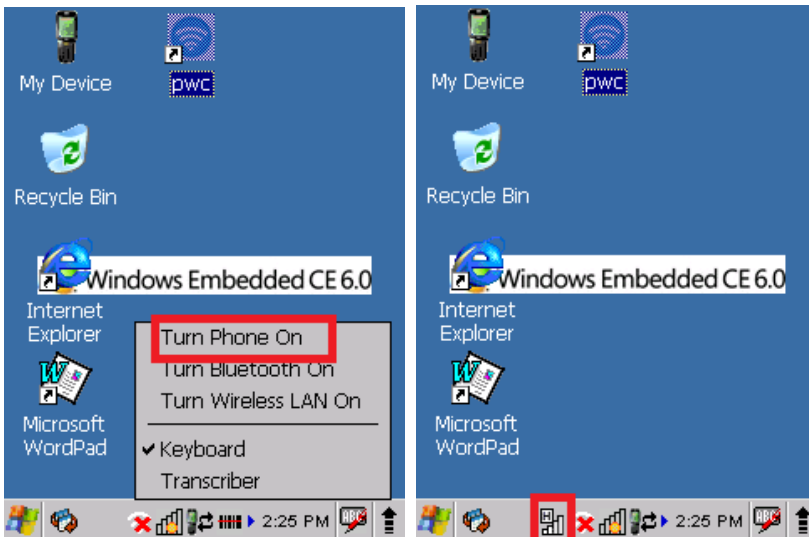 My Device
pwc
Recycle Bin
Windows Embedded CE 6.0
Internet
Explorer
Turn Phone On
Turn Bluetooth On
Turn Wireless LAN On
Microsoft
WordPad
Keyboard
Transcriber
2:25 PM
My Device
pwc
Recycle Bin
Windows Embedded CE 6.0
Internet
Explorer
Microsoft
WordPad
H
2:25 PM